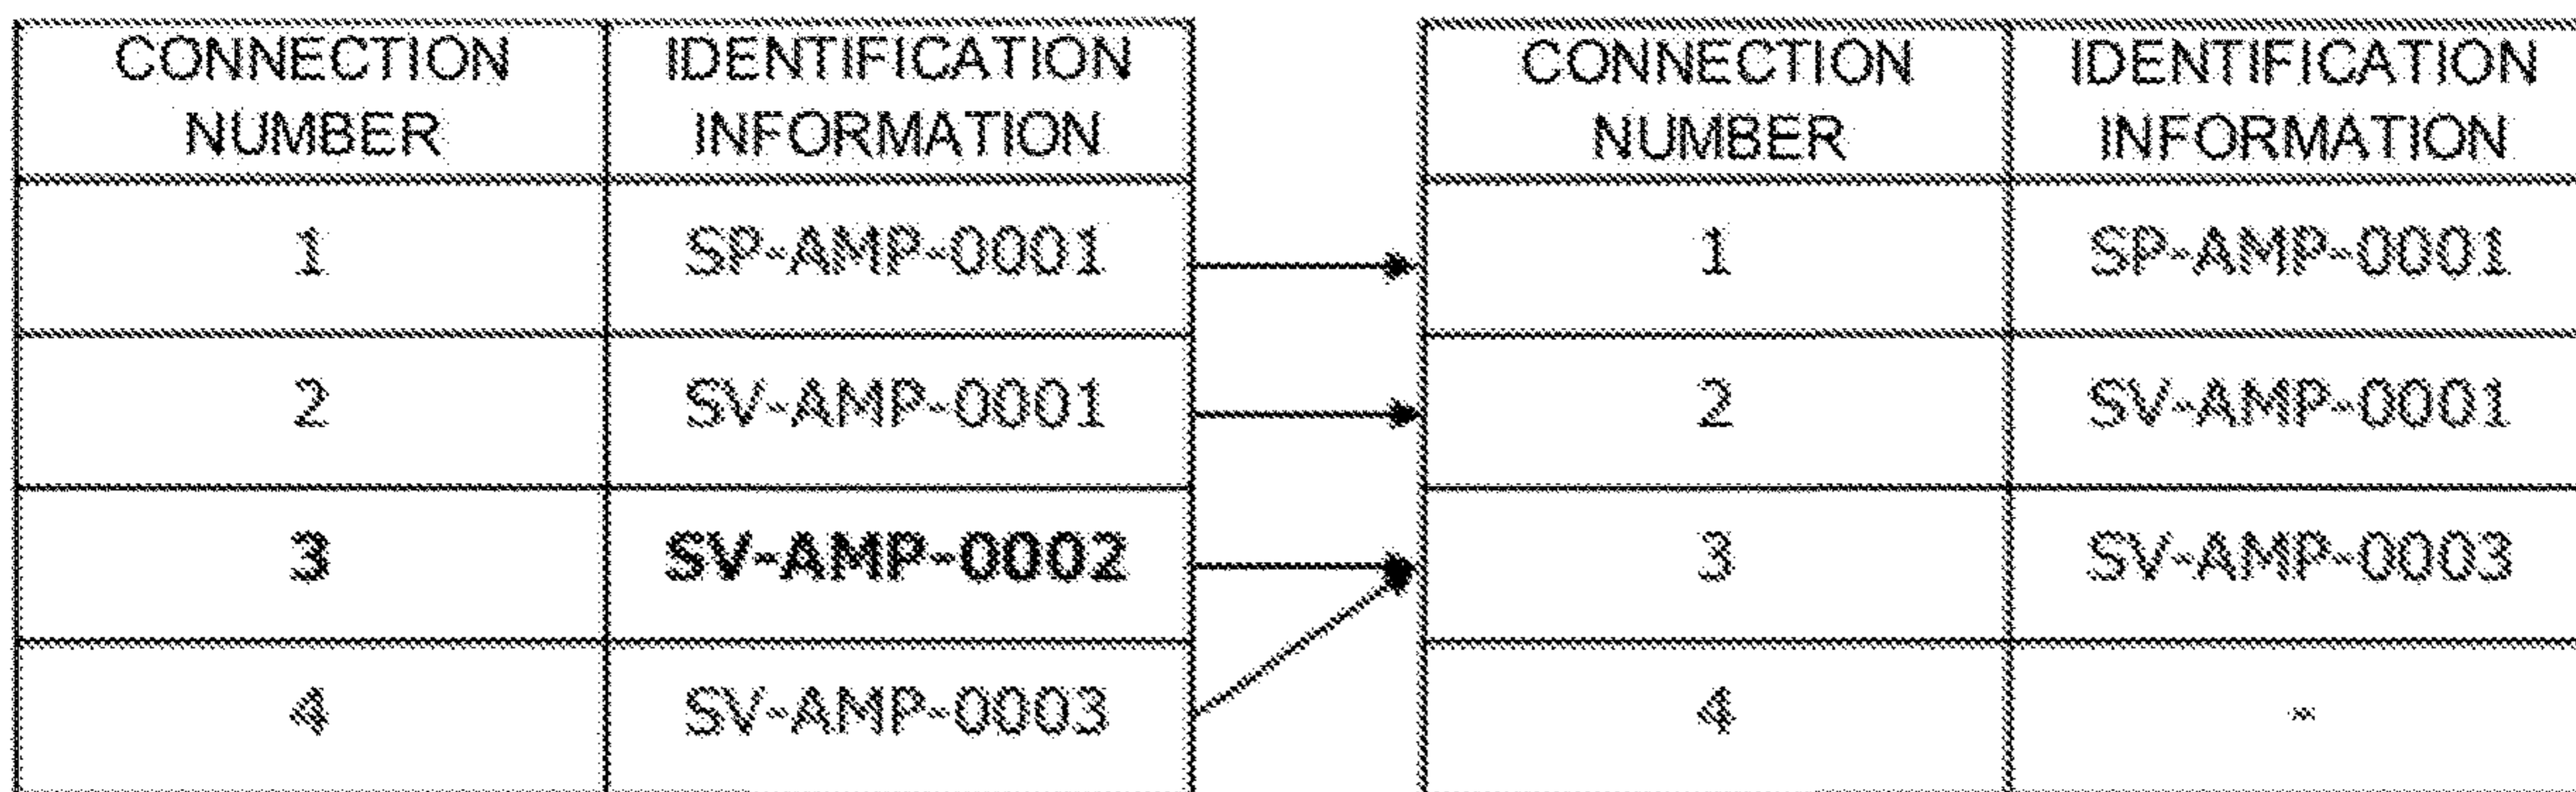 CONNECTION NUMBER IDENTIFICATION INFORMATION
1 SP-AMP-0001
2 SV-AMP-0001
3 SV-AMP-0002
4 SV-AMP-0003
CONNECTION NUMBER IDENTIFICATION INFORMATION
1 SP-AMP-0001
2 SV-AMP-0001
3 SV-AMP-0003
4 -